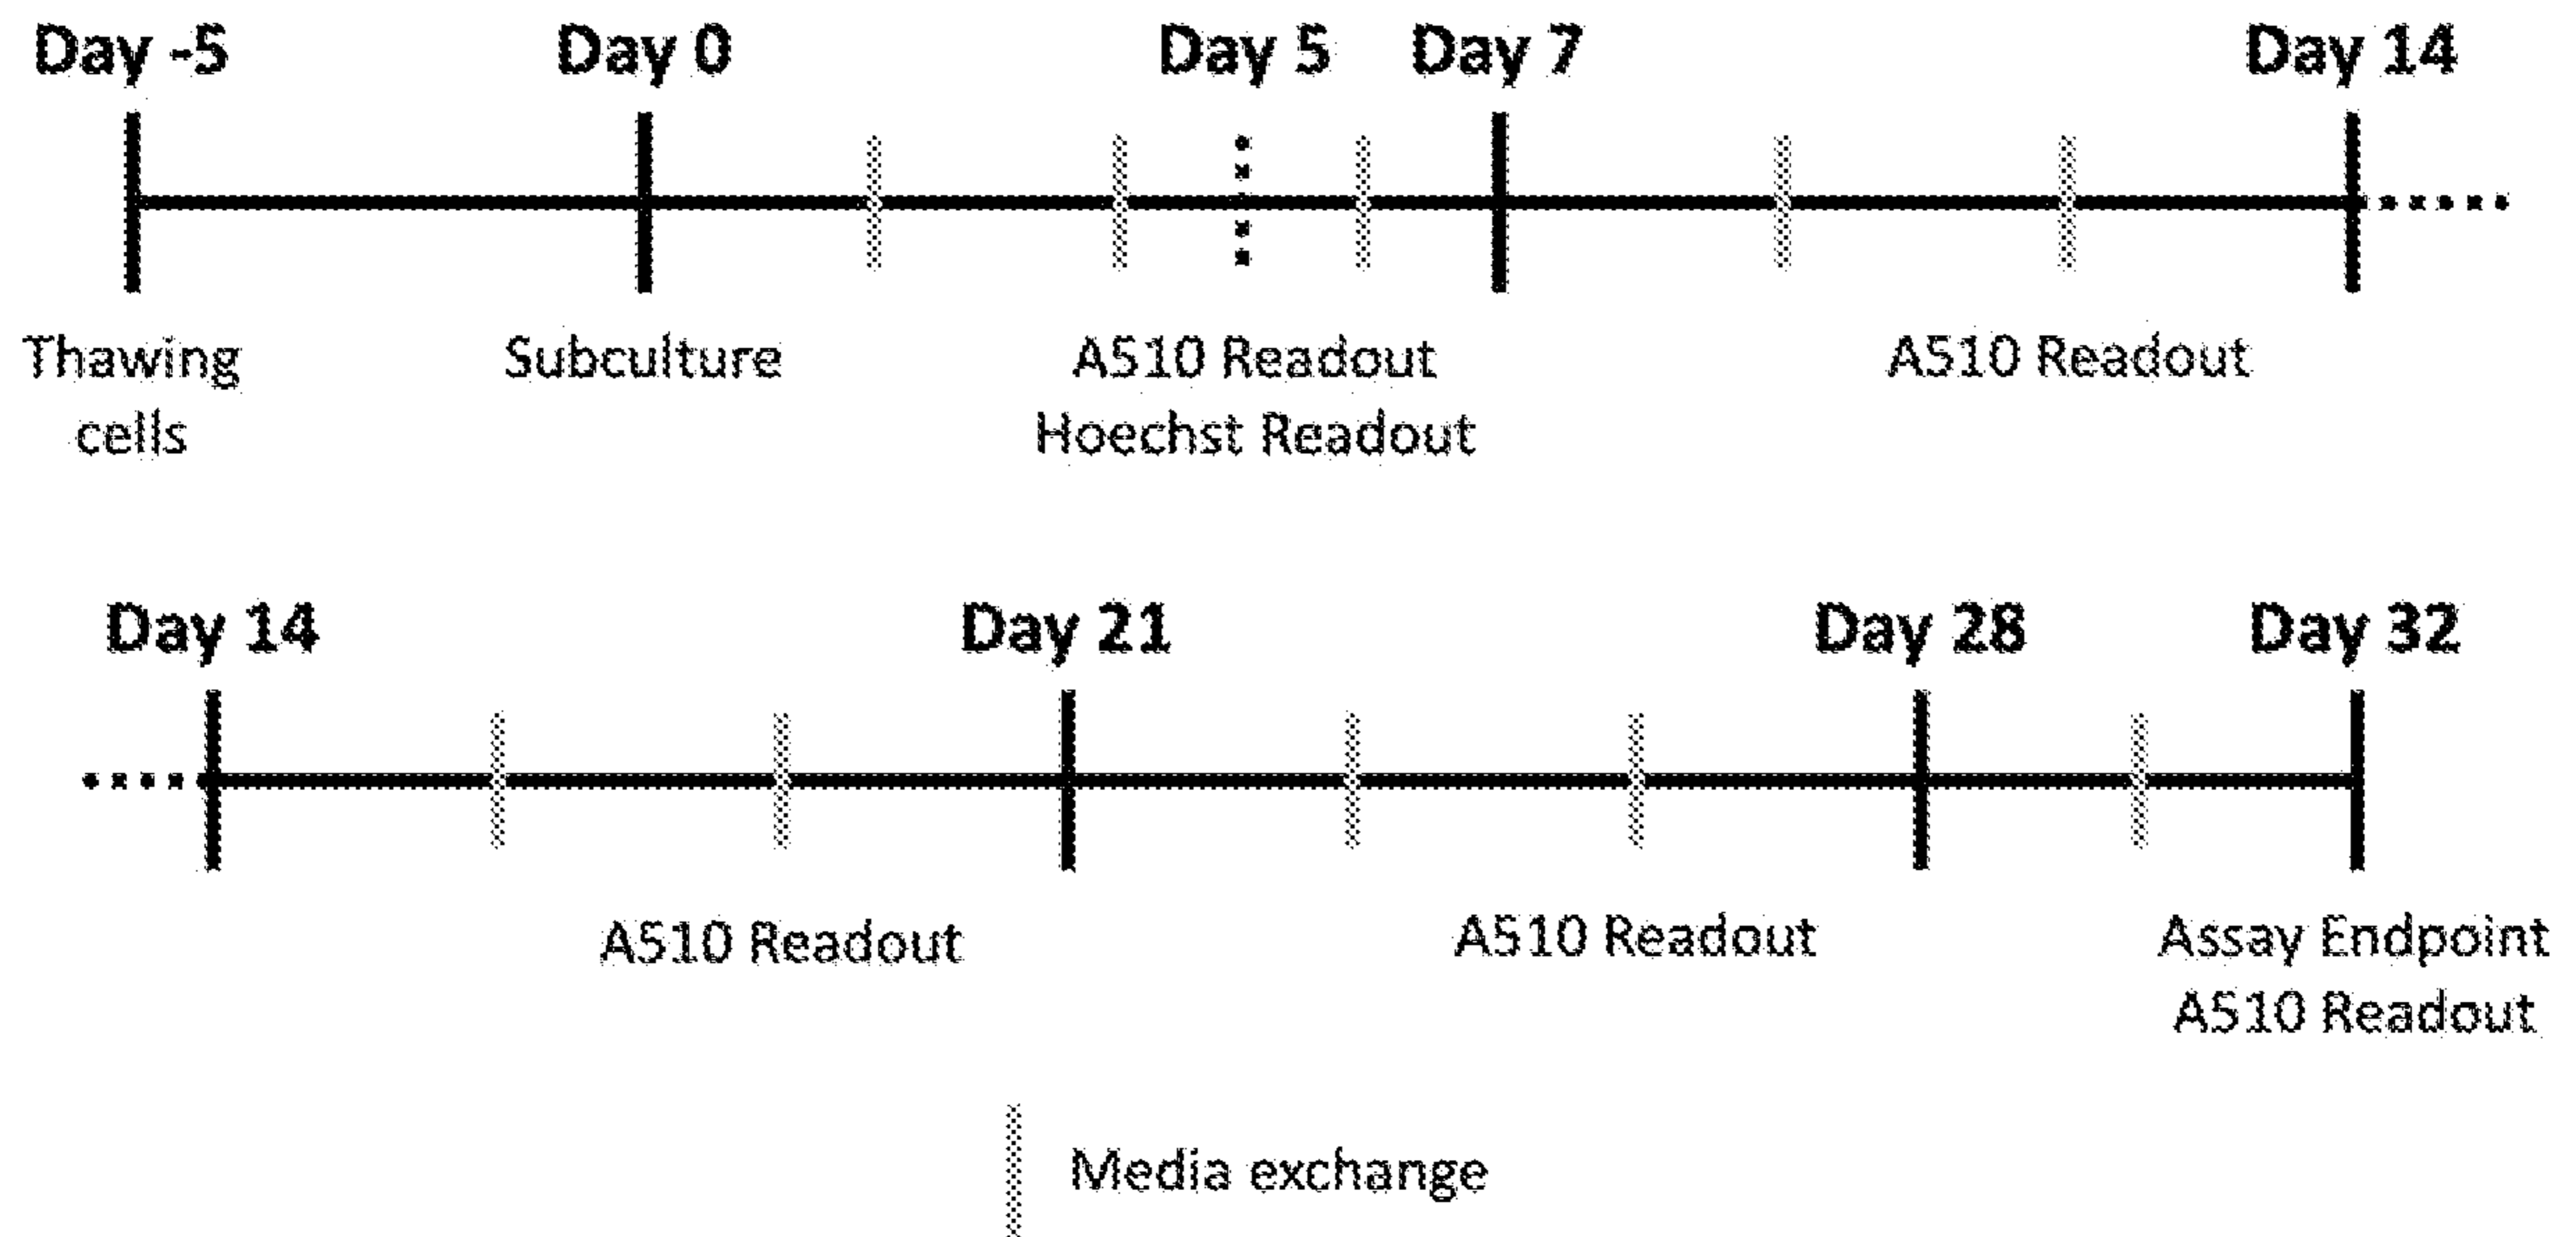 Day -5 Day 0 Day 5 Day 7 Day 14
Thawing
cells
Subculture
A510 Readout
Hoechst Readout
A510 Readout
Day 14 Day 21 Day 28 Day 32
A510 Readout
A510 Readout
Assay Endpoint
A510 Readout
Media exchange